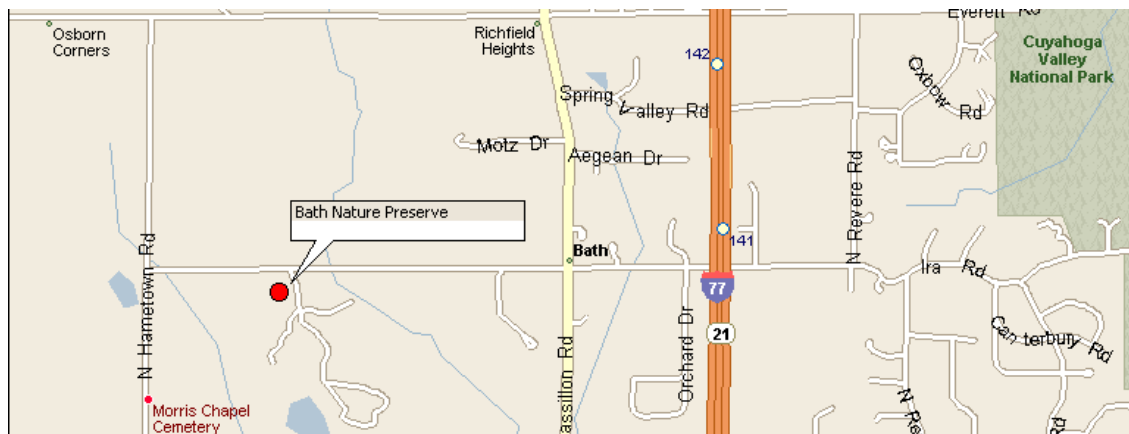 Everett Rd
Osborn
Corners
Richfield
Heights
142
Cuyahoga
Valley
National Park
Oxbow Rd
Spring Valley Rd
Motz Dr
Aegean Dr
N Revere Rd
Bath Nature Preserve
N Hametown Rd
Bath
141
Ira Rd
77
21
Orchard Dr
Canterbury Rd
assillon Rd
N Re
Morris Chapel
Cemetery